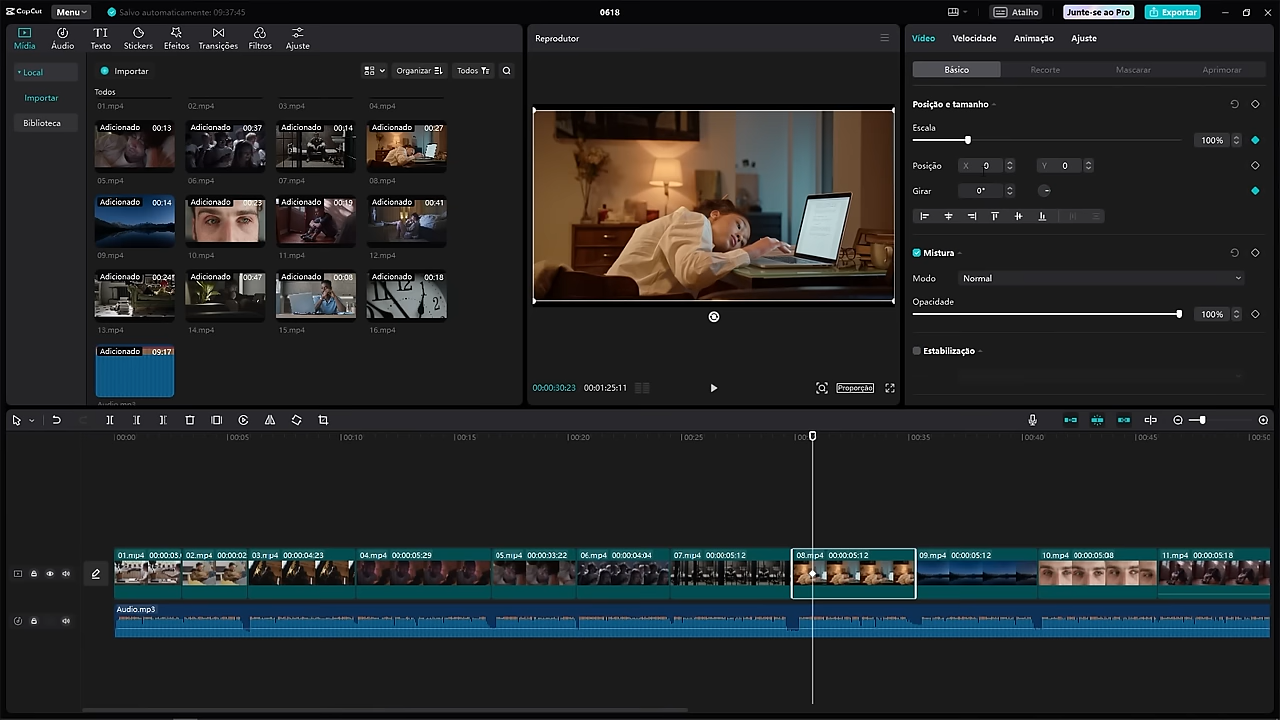 CapCut
Menu
Salvo automaticamente: 09:37:45
0618
Atalho
Junte-se ao Pro
Exportar
Mídia
Áudio
Texto
Stickers
Efeitos
Transições
Filtros
Ajuste
Local
Importar
Biblioteca
Importar
Organizar
Todos
Todos
01.mp4
02.mp4
03.mp4
04.mp4
Adicionado 00:13
Adicionado 00:37
Adicionado 00:14
Adicionado 00:27
05.mp4
06.mp4
07.mp4
08.mp4
Adicionado 00:14
Adicionado 00:23
Adicionado 00:19
Adicionado 00:41
09.mp4
10.mp4
11.mp4
12.mp4
Adicionado 00:24
Adicionado 00:47
Adicionado 00:08
Adicionado 00:18
13.mp4
14.mp4
15.mp4
16.mp4
Adicionado 09:17
Audio.mp3
Reprodutor
00:00:30:23
00:01:25:11
Proporção
Vídeo
Velocidade
Animação
Ajuste
Básico
Recorte
Mascarar
Aprimorar
Posição e tamanho
Escala
100%
Posição
X 0
Y 0
Girar
0°
Mistura
Modo
Normal
Opacidade
100%
Estabilização
00:00
00:05
00:10
00:15
00:20
00:25
00:35
00:40
00:45
00:50
01.mp4 00:00:05:
02.mp4 00:00:02
03.mp4 00:00:04:23
04.mp4 00:00:05:29
05.mp4 00:00:03:22
06.mp4 00:00:04:04
07.mp4 00:00:05:12
08.mp4 00:00:05:12
09.mp4 00:00:05:12
10.mp4 00:00:05:08
11.mp4 00:00:05:18
Audio.mp3